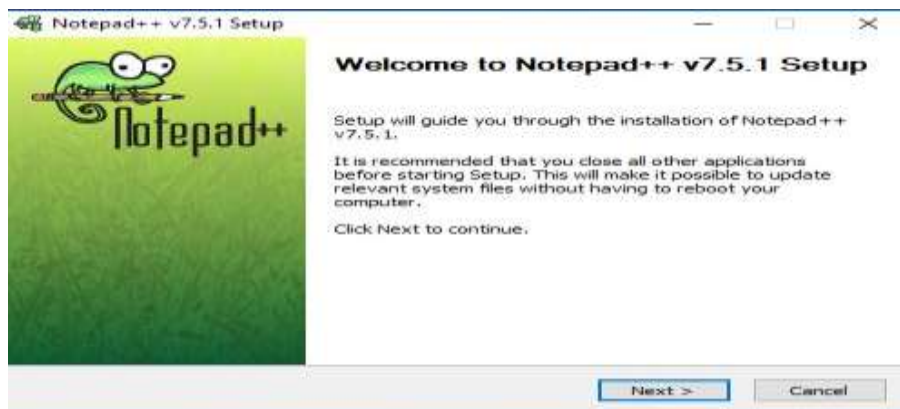 Notepad++ v7.5.1 Setup
Notepad++
Welcome to Notepad++ v7.5.1 Setup
Setup will guide you through the installation of Notepad++
v7.5.1.
It is recommended that you close all other applications
before starting Setup. This will make it possible to update
relevant system files without having to reboot your
computer.
Click Next to continue.
Next >
Cancel